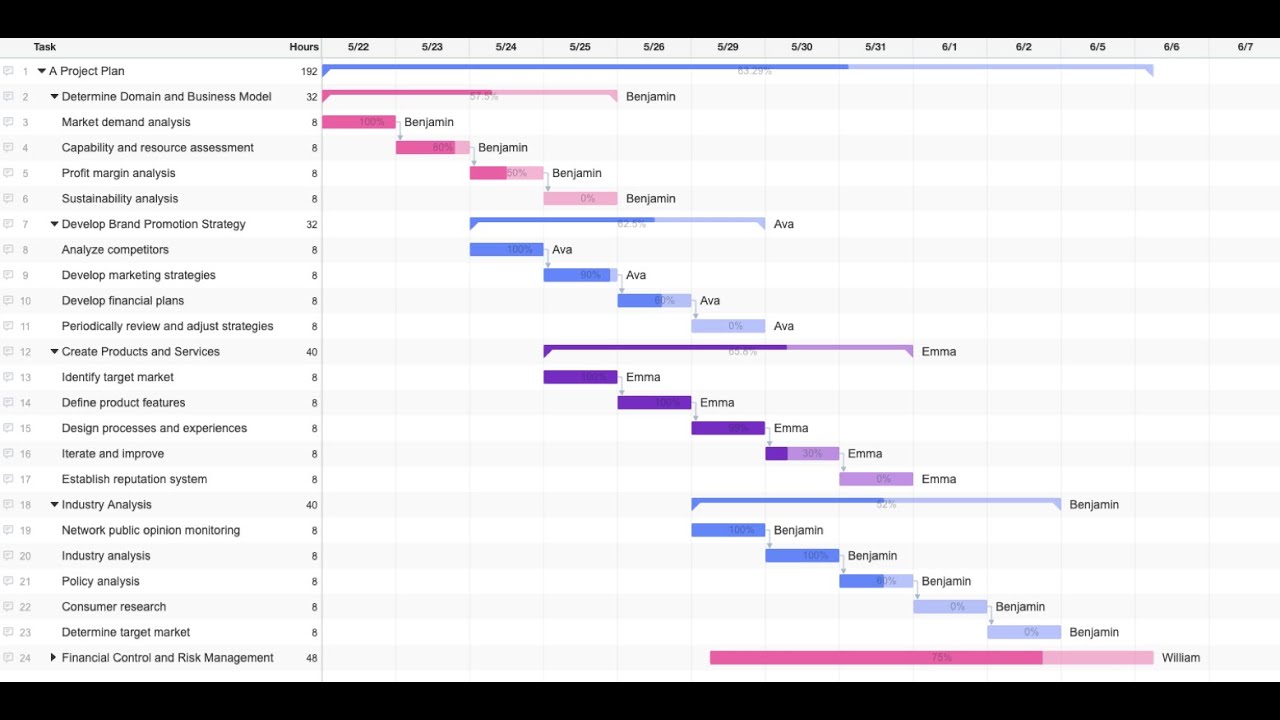 Task Hours 5/22 5/23 5/24 5/25 5/26 5/29 5/30 5/31 6/1 6/2 6/5 6/6 6/7
1 A Project Plan 192 63.29%
2 Determine Domain and Business Model 32 57.5% Benjamin
3 Market demand analysis 8 100% Benjamin
4 Capability and resource assessment 8 80% Benjamin
5 Profit margin analysis 8 50% Benjamin
6 Sustainability analysis 8 0% Benjamin
7 Develop Brand Promotion Strategy 32 62.5% Ava
8 Analyze competitors 8 100% Ava
9 Develop marketing strategies 8 90% Ava
10 Develop financial plans 8 60% Ava
11 Periodically review and adjust strategies 8 0% Ava
12 Create Products and Services 40 65.8% Emma
13 Identify target market 8 100% Emma
14 Define product features 8 100% Emma
15 Design processes and experiences 8 99% Emma
16 Iterate and improve 8 30% Emma
17 Establish reputation system 8 0% Emma
18 Industry Analysis 40 52% Benjamin
19 Network public opinion monitoring 8 100% Benjamin
20 Industry analysis 8 100% Benjamin
21 Policy analysis 8 60% Benjamin
22 Consumer research 8 0% Benjamin
23 Determine target market 8 0% Benjamin
24 Financial Control and Risk Management 48 75% William